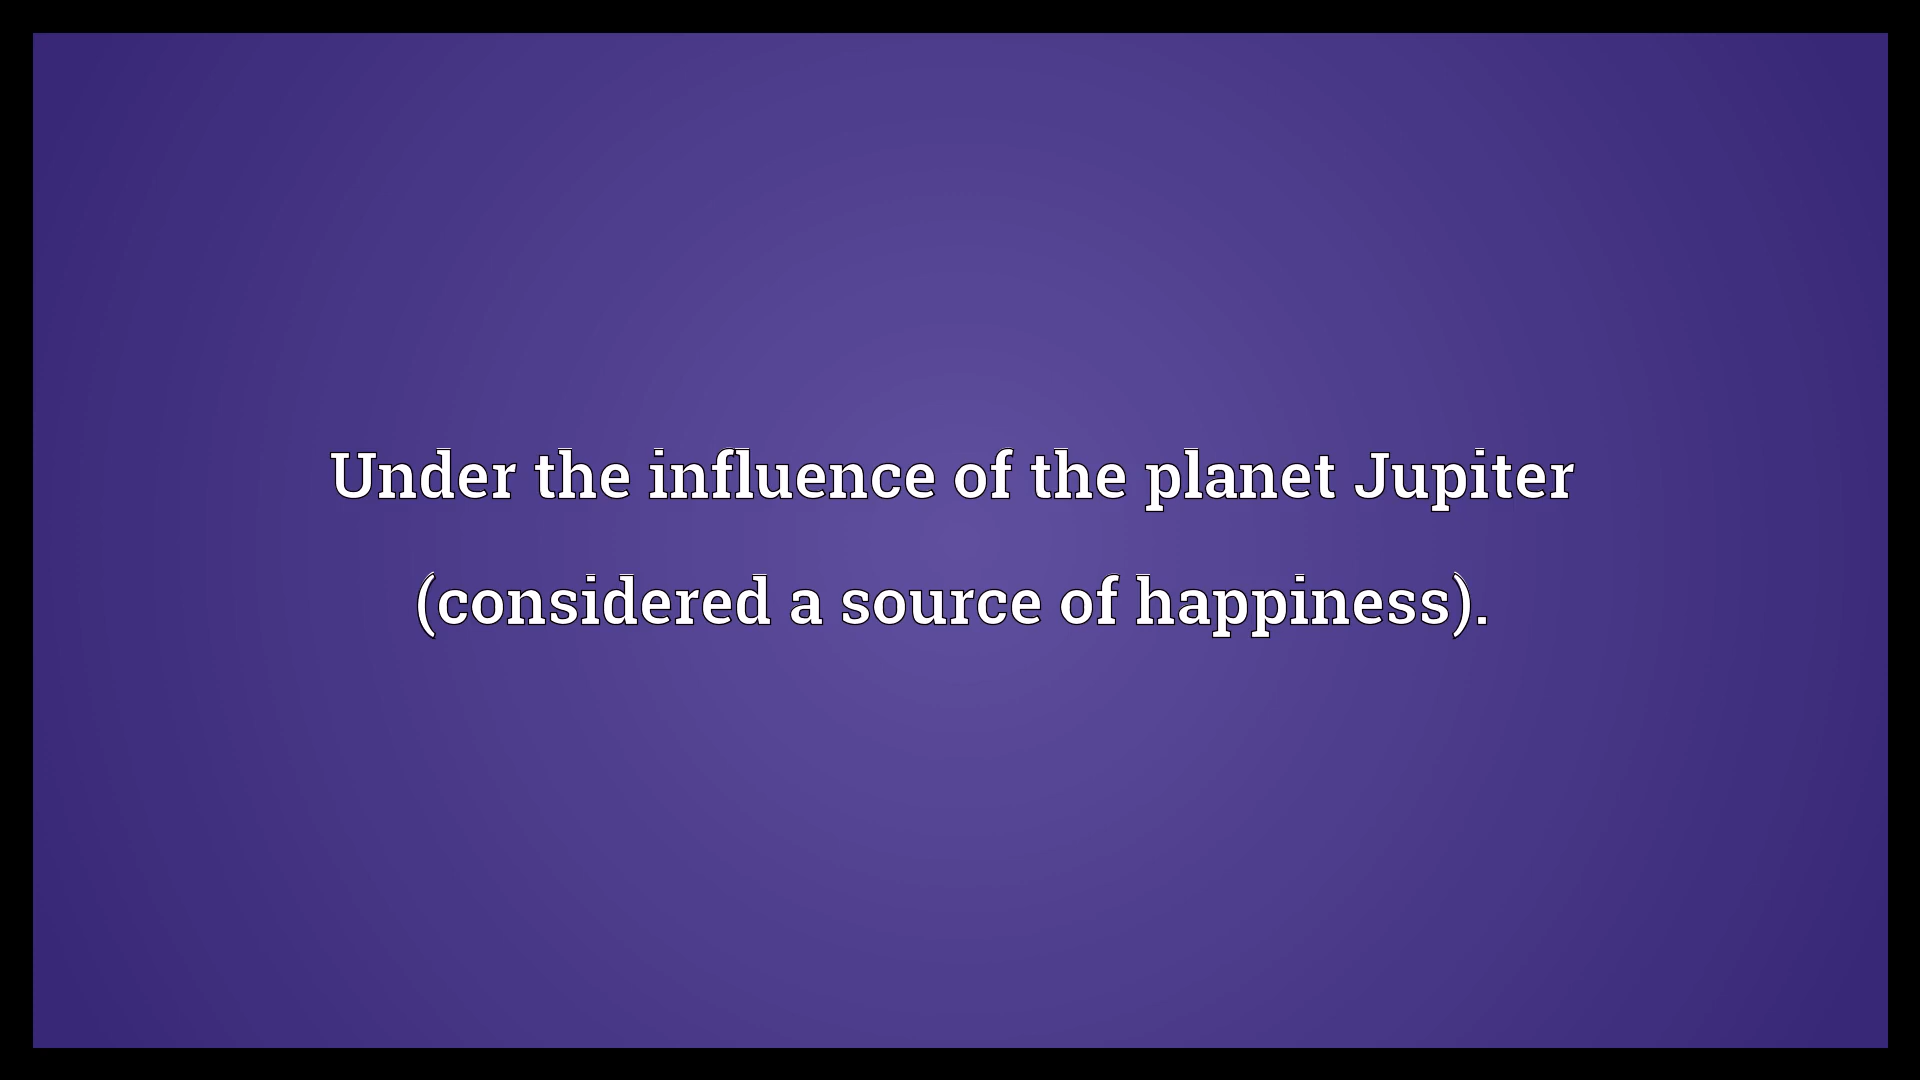 Under the influence of the planet Jupiter
(considered a source of happiness).